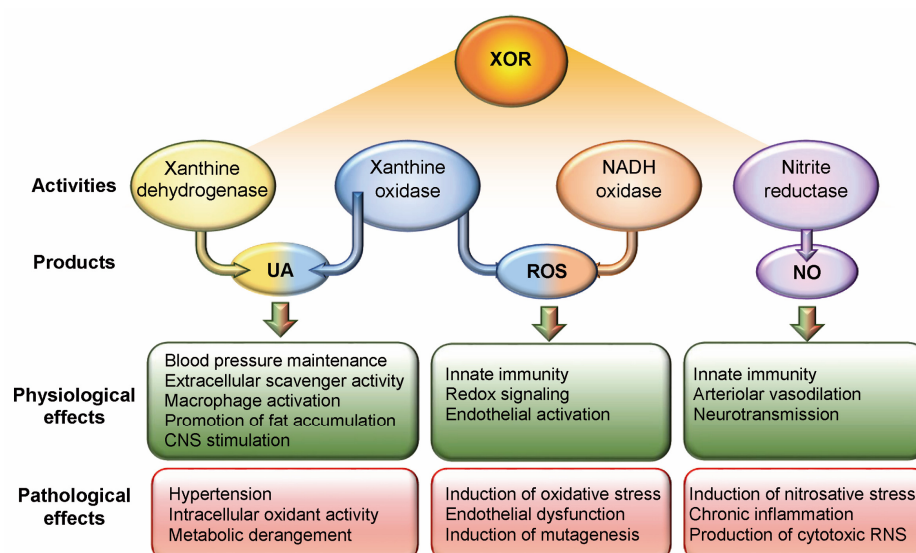 XOR
Activities
Xanthine
dehydrogenase
Xanthine
oxidase
NADH
oxidase
Nitrite
reductase
Products
UA
ROS
NO
Physiological
effects
Blood pressure maintenance
Extracellular scavenger activity
Macrophage activation
Promotion of fat accumulation
CNS stimulation
Innate immunity
Redox signaling
Endothelial activation
Innate immunity
Arteriolar vasodilation
Neurotransmission
Pathological
effects
Hypertension
Intracellular oxidant activity
Metabolic derangement
Induction of oxidative stress
Endothelial dysfunction
Induction of mutagenesis
Induction of nitrosative stress
Chronic inflammation
Production of cytotoxic RNS